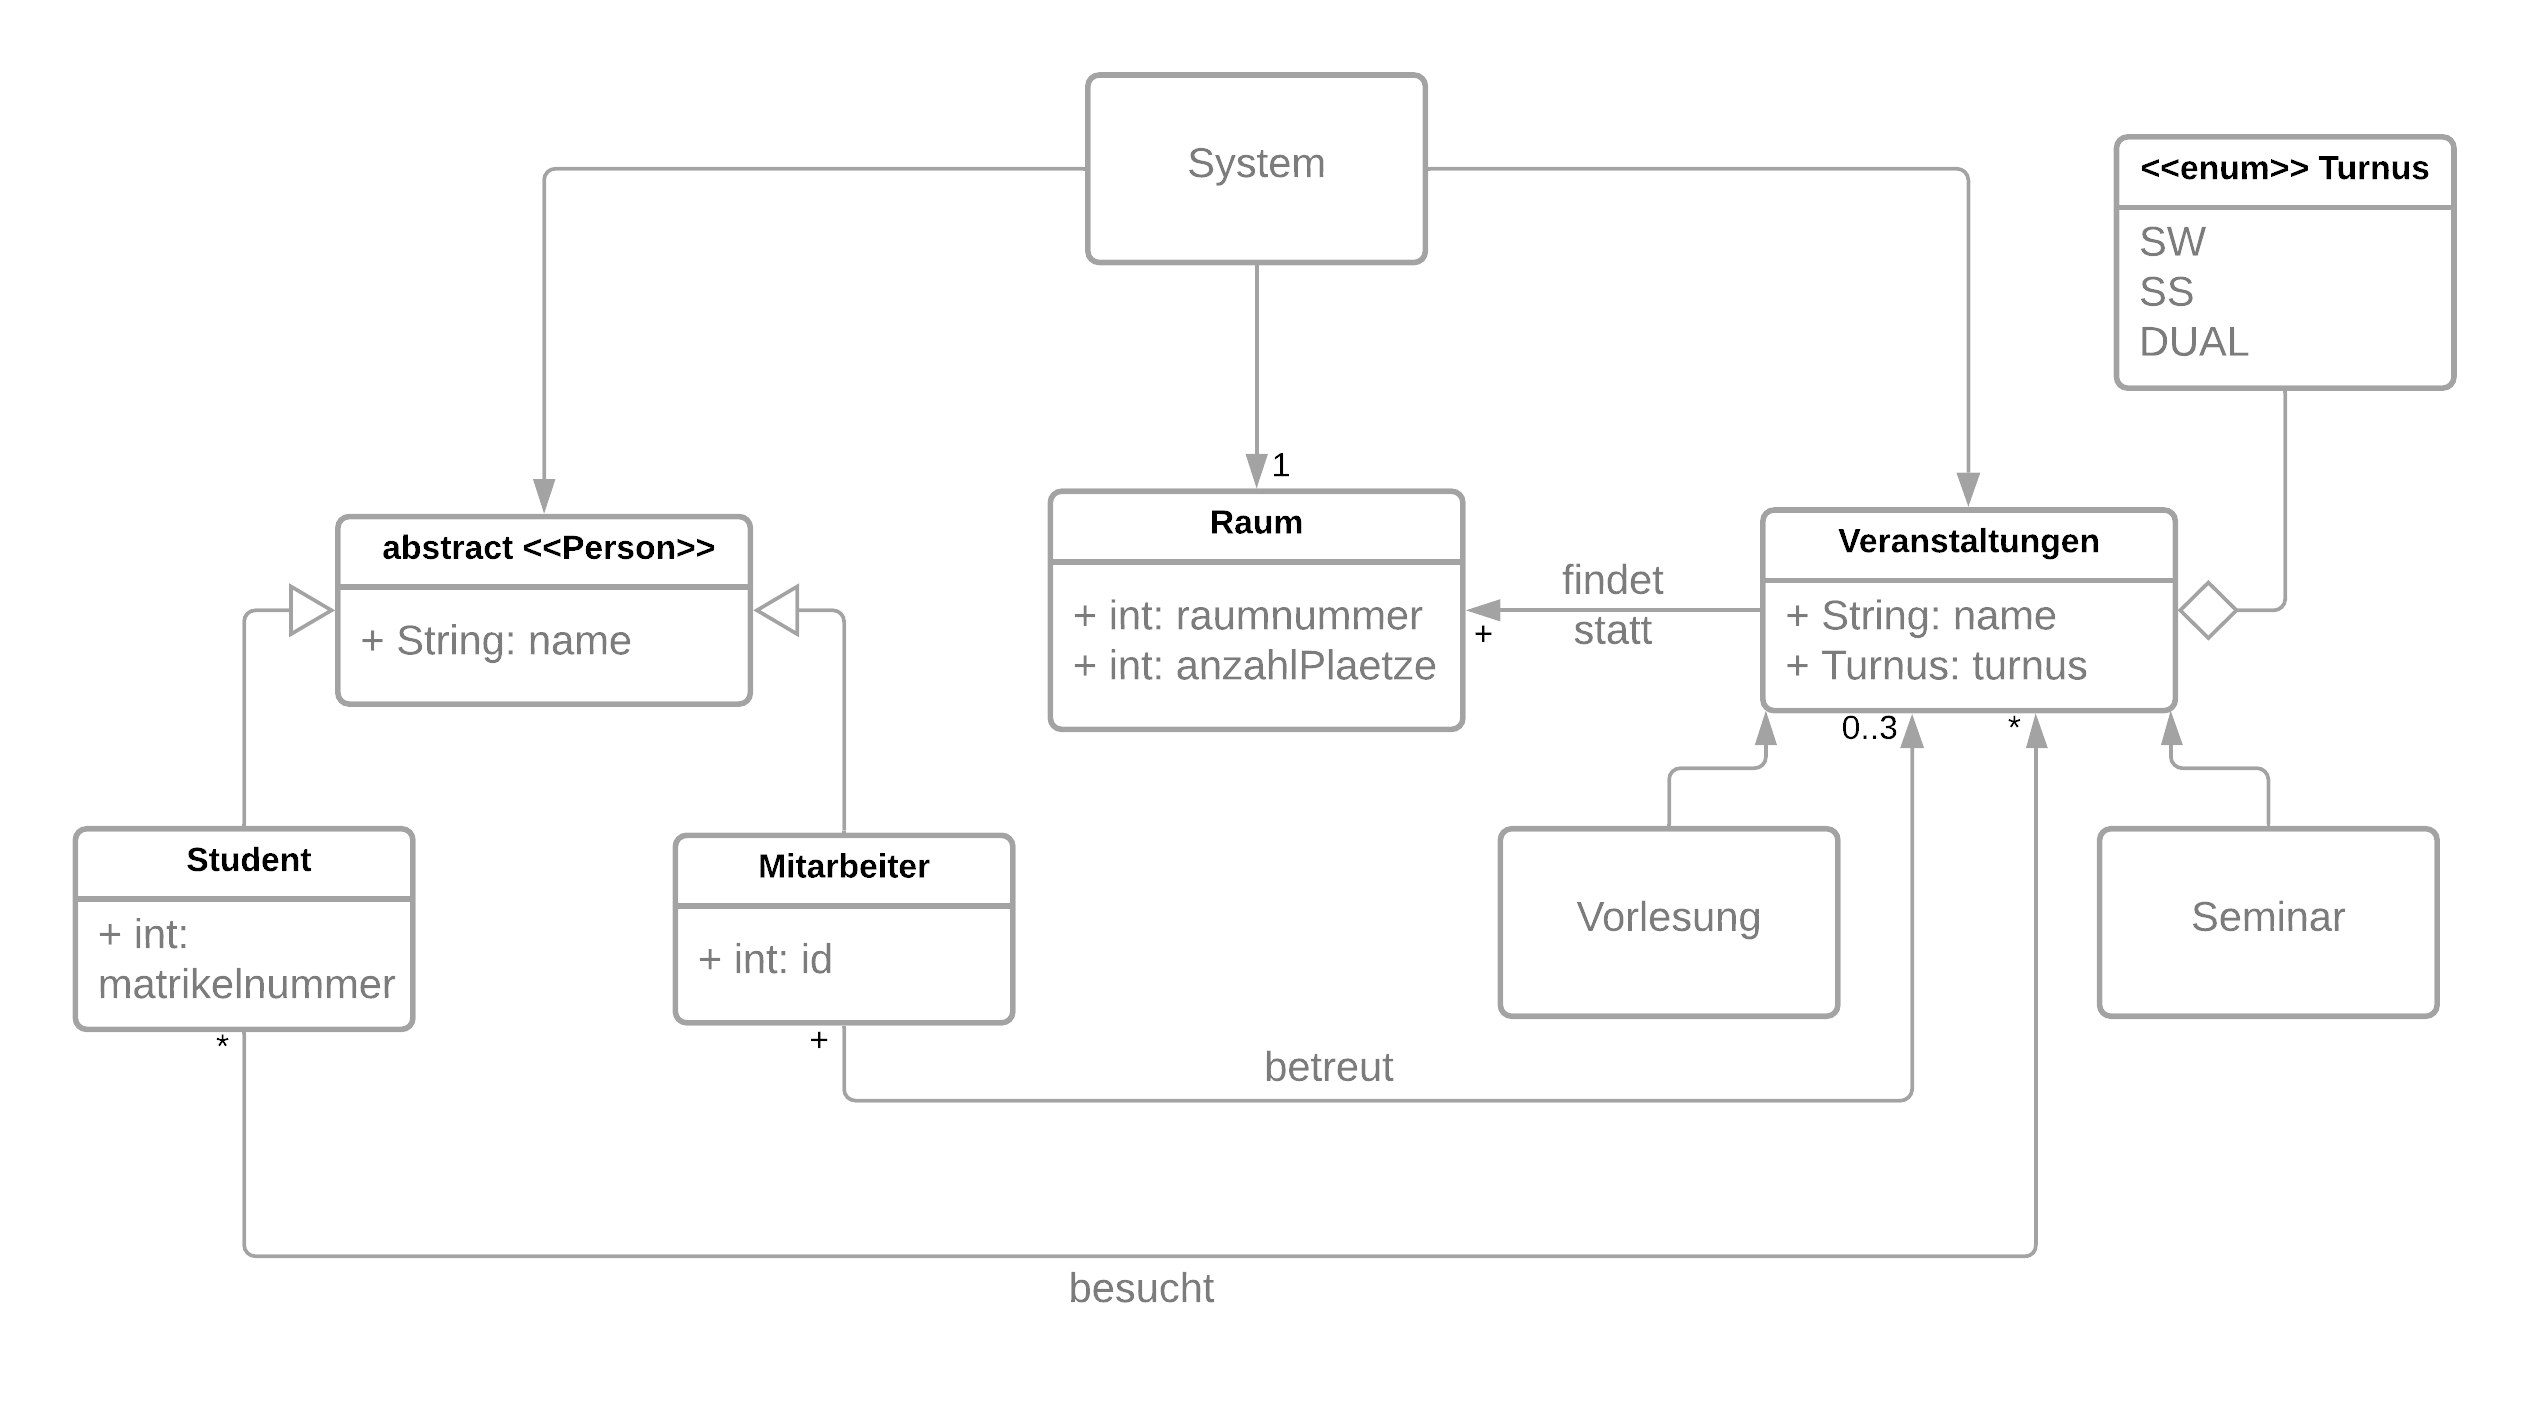 System
<<enum>> Turnus
SW
SS
DUAL
1
abstract <<Person>>
+ String: name
Raum
+ int: raumnummer
+ int: anzahlPlaetze
findet
statt
+
Veranstaltungen
+ String: name
+ Turnus: turnus
0..3
*
Student
+ int:
matrikelnummer
*
Mitarbeiter
+ int: id
+
Vorlesung
Seminar
betreut
besucht